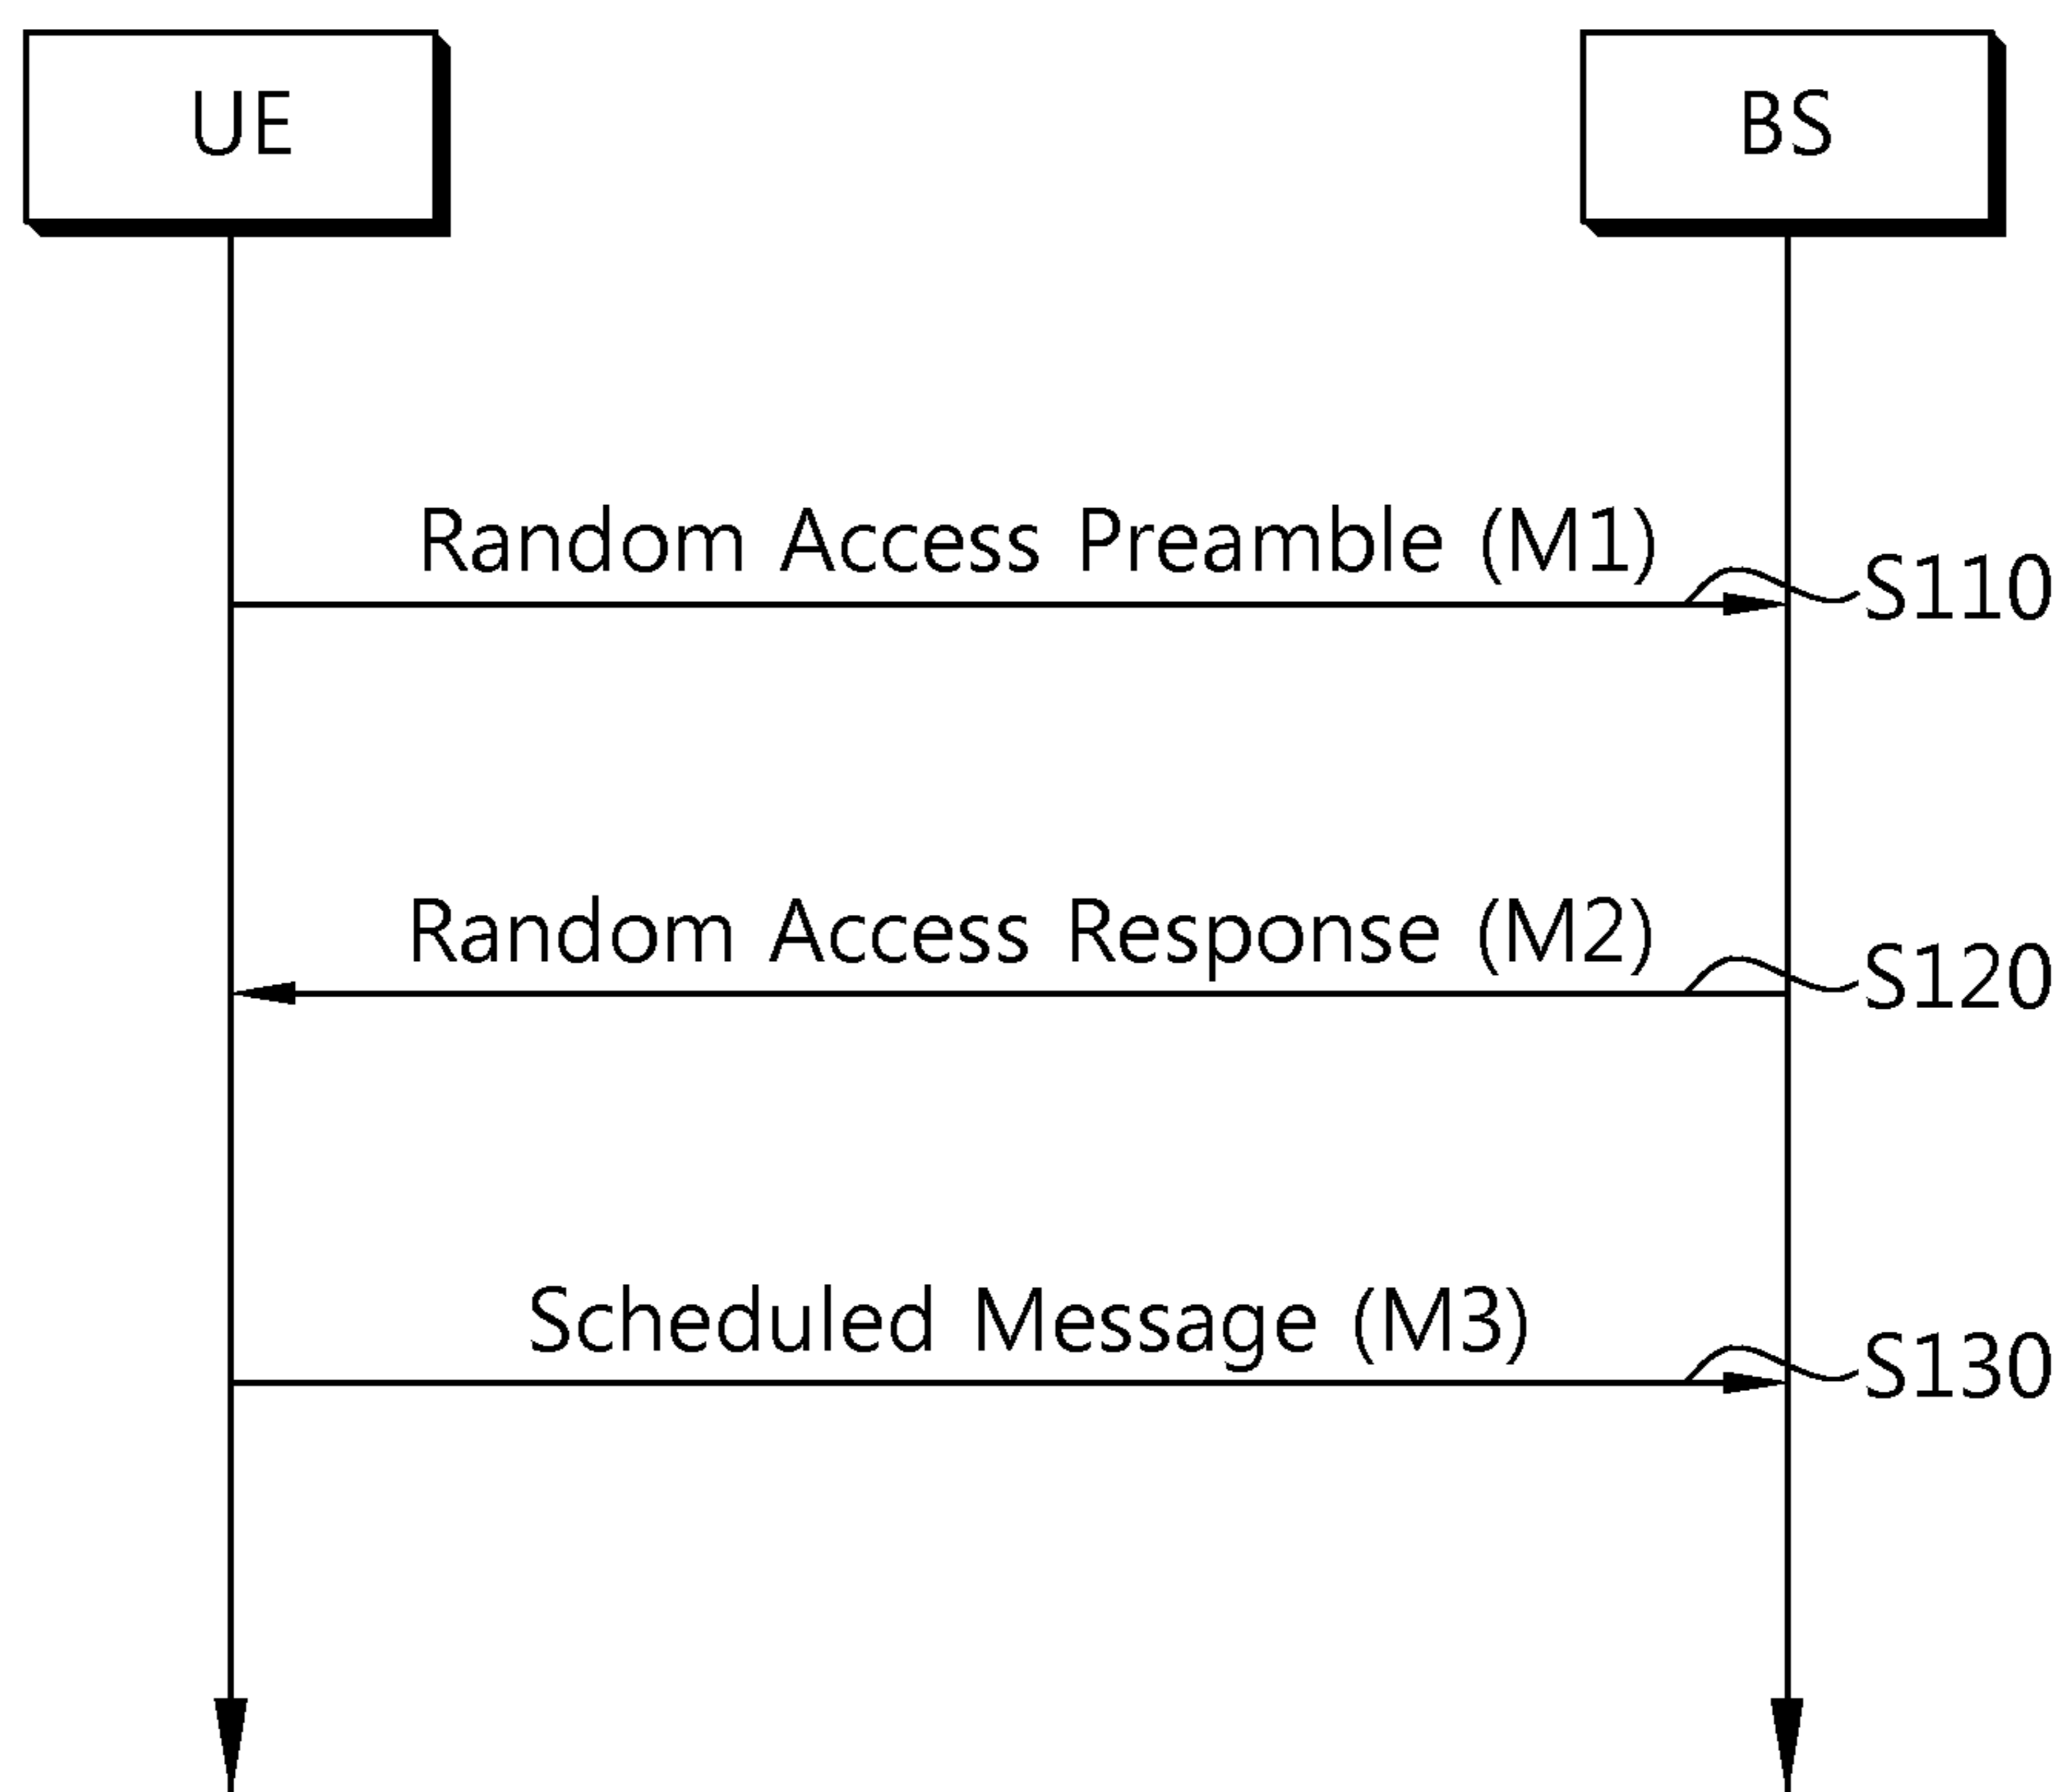 UE
BS
Random Access Preamble (M1)
S110
Random Access Response (M2)
S120
Scheduled Message (M3)
S130